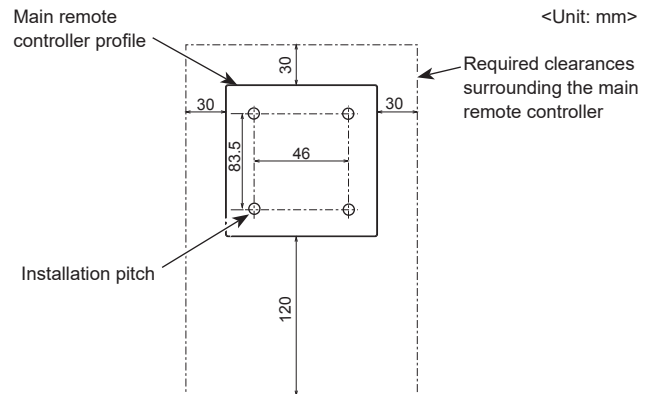 Main remote
controller profile
<Unit: mm>
Required clearances
surrounding the main
remote controller
30
30
30
46
83.5
Installation pitch
120